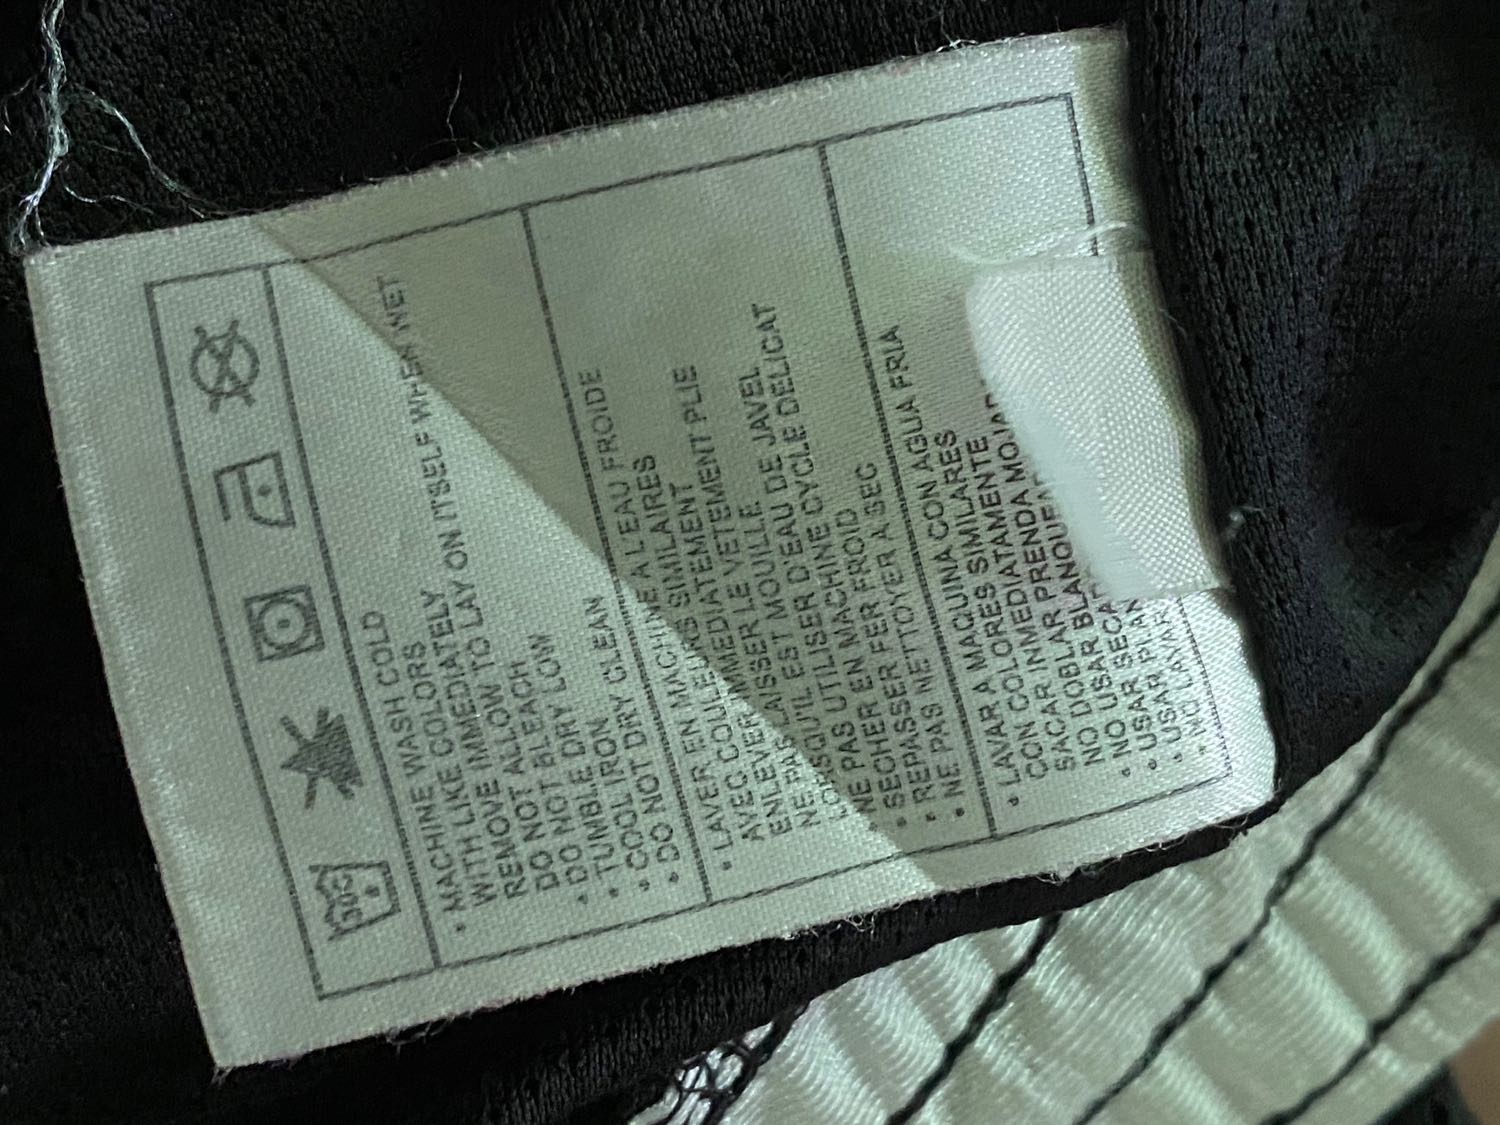 30C
• MACHINE WASH COLD
WITH LIKE COLORS
REMOVE IMMEDIATELY
DO NOT ALLOW TO LAY ON ITSELF WHEN WET
• DO NOT BLEACH
• TUMBLE DRY LOW
• COOL IRON
• DO NOT DRY CLEAN
• LAVER EN MACHINE A L'EAU FROIDE
AVEC COULEURS SIMILAIRES
ENLEVER IMMEDIATEMENT
NE PAS LAISSER LE VETEMENT PLIE
LORSQU'IL EST MOUILLE
• NE PAS UTILISER D'EAU DE JAVEL
• SECHER EN MACHINE CYCLE DELICAT
• REPASSER FER FROID
• NE PAS NETTOYER A SEC
• LAVAR A MAQUINA CON AGUA FRIA
CON COLORES SIMILARES
SACAR INMEDIATAMENTE
NO DOBLAR PRENDA
• NO USAR
• NO
• USAR
• NO LAVAR